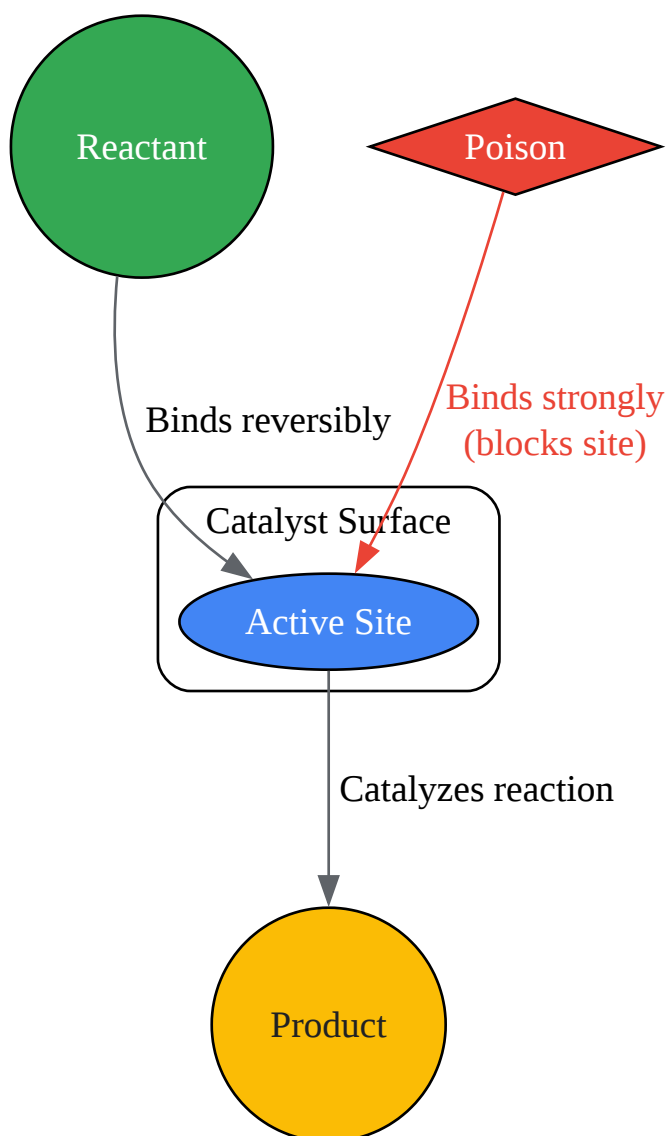 Reactant
Poison
Binds reversibly
Binds strongly
(blocks site)
Catalyst Surface
Active Site
Catalyzes reaction
Product